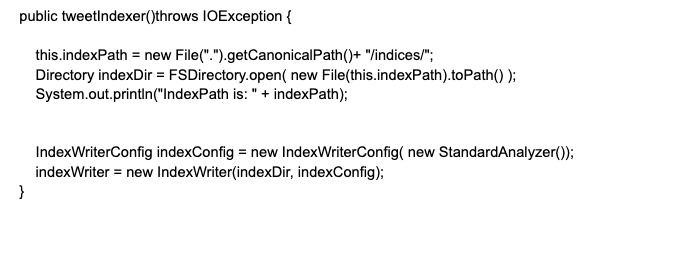 public tweetIndexer()throws IOException {
this.indexPath = new File(".").getCanonicalPath()+ "/indices/";
Directory indexDir = FSDirectory.open( new File(this.indexPath).toPath() );
System.out.println("IndexPath is: " + indexPath);
IndexWriterConfig indexConfig = new IndexWriterConfig( new StandardAnalyzer());
indexWriter = new IndexWriter(indexDir, indexConfig);
}